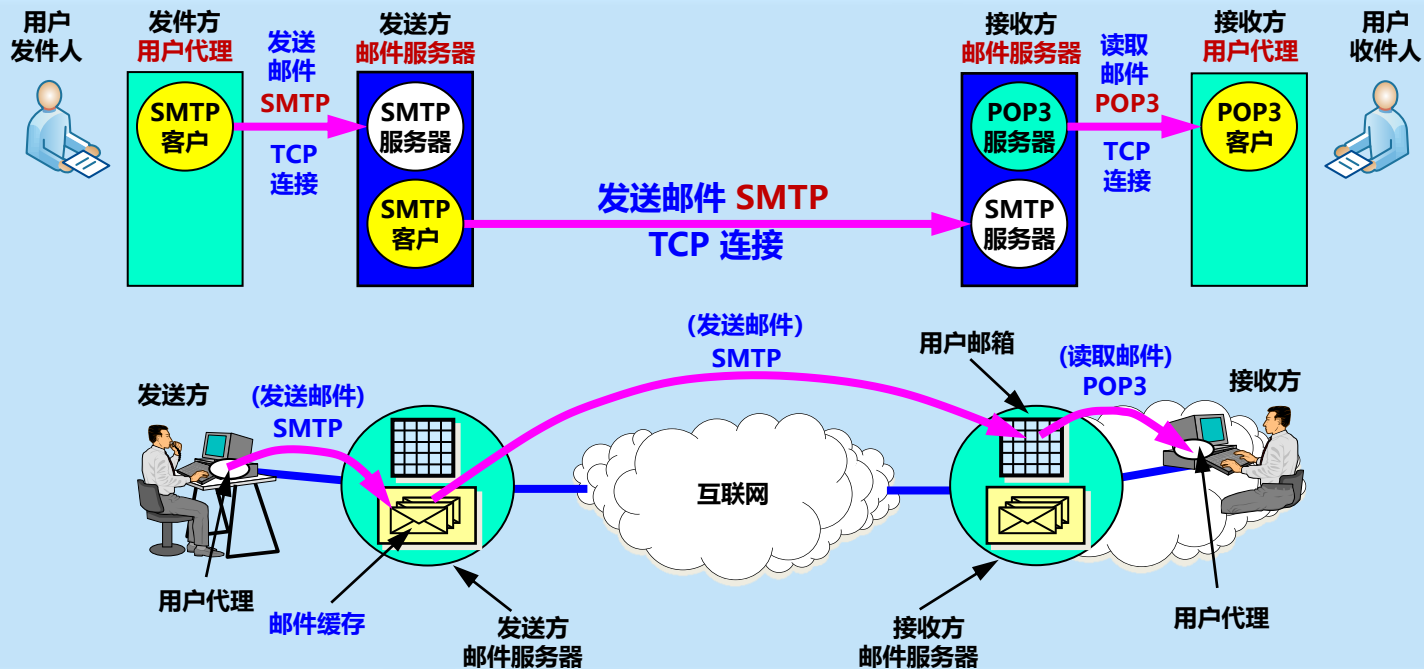 用户
发件人
发件方
用户代理
发送
邮件
SMTP
TCP
连接
SMTP
客户
发送方
邮件服务器
SMTP
服务器
SMTP
客户
发送邮件 SMTP
TCP 连接
接收方
邮件服务器
POP3
服务器
SMTP
服务器
读取
邮件
POP3
TCP
连接
接收方
用户代理
POP3
客户
用户
收件人
发送方
(发送邮件)
SMTP
(发送邮件)
SMTP
用户邮箱
(读取邮件)
POP3
接收方
互联网
用户代理
邮件缓存
发送方
邮件服务器
接收方
邮件服务器
用户代理